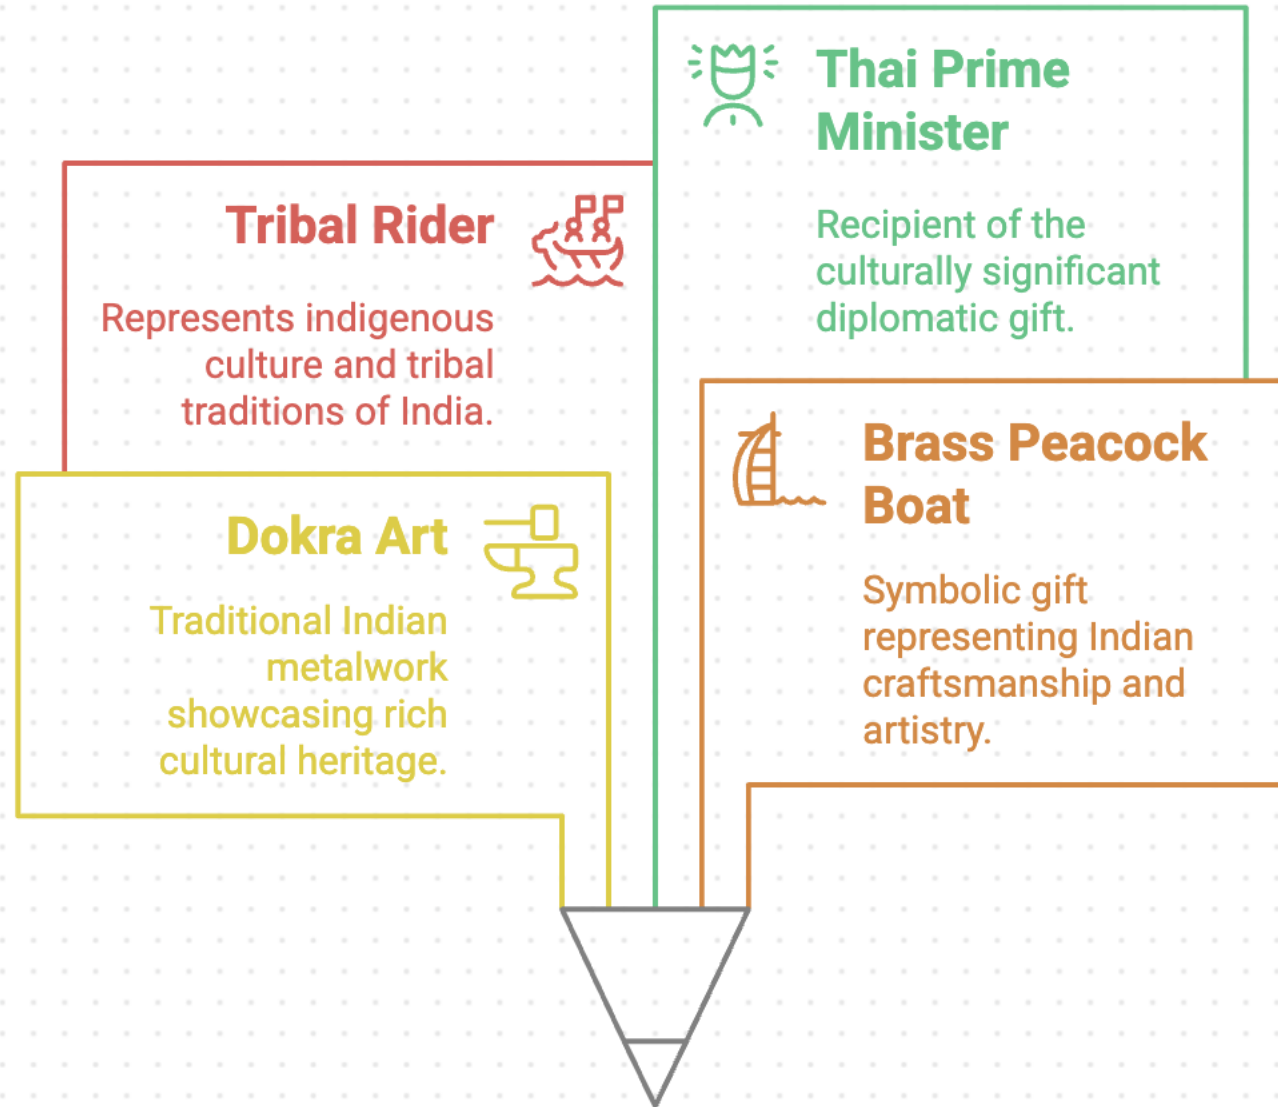 Thai Prime
Minister
Recipient of the
culturally significant
diplomatic gift.
Tribal Rider
Represents indigenous
culture and tribal
traditions of India.
Brass Peacock
Boat
Symbolic gift
representing Indian
craftsmanship and
artistry.
Dokra Art
Traditional Indian
metalwork
showcasing rich
cultural heritage.